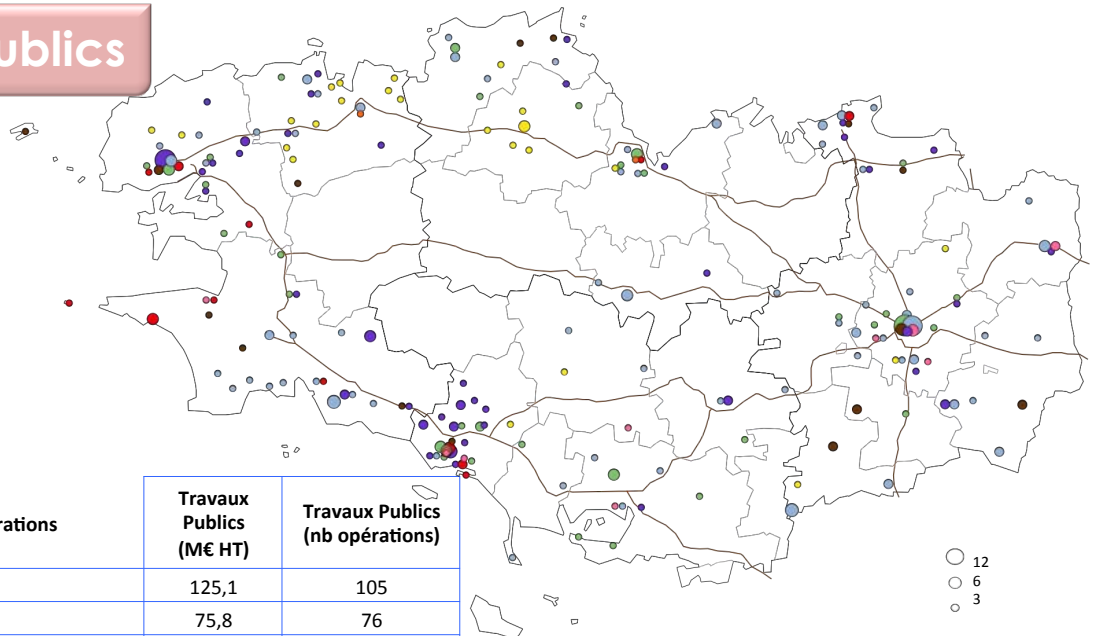 ublics
rations
Travaux
Publics
(M€ HT)
Travaux Publics
(nb opérations)
125,1
105
75,8
76
12
6
3